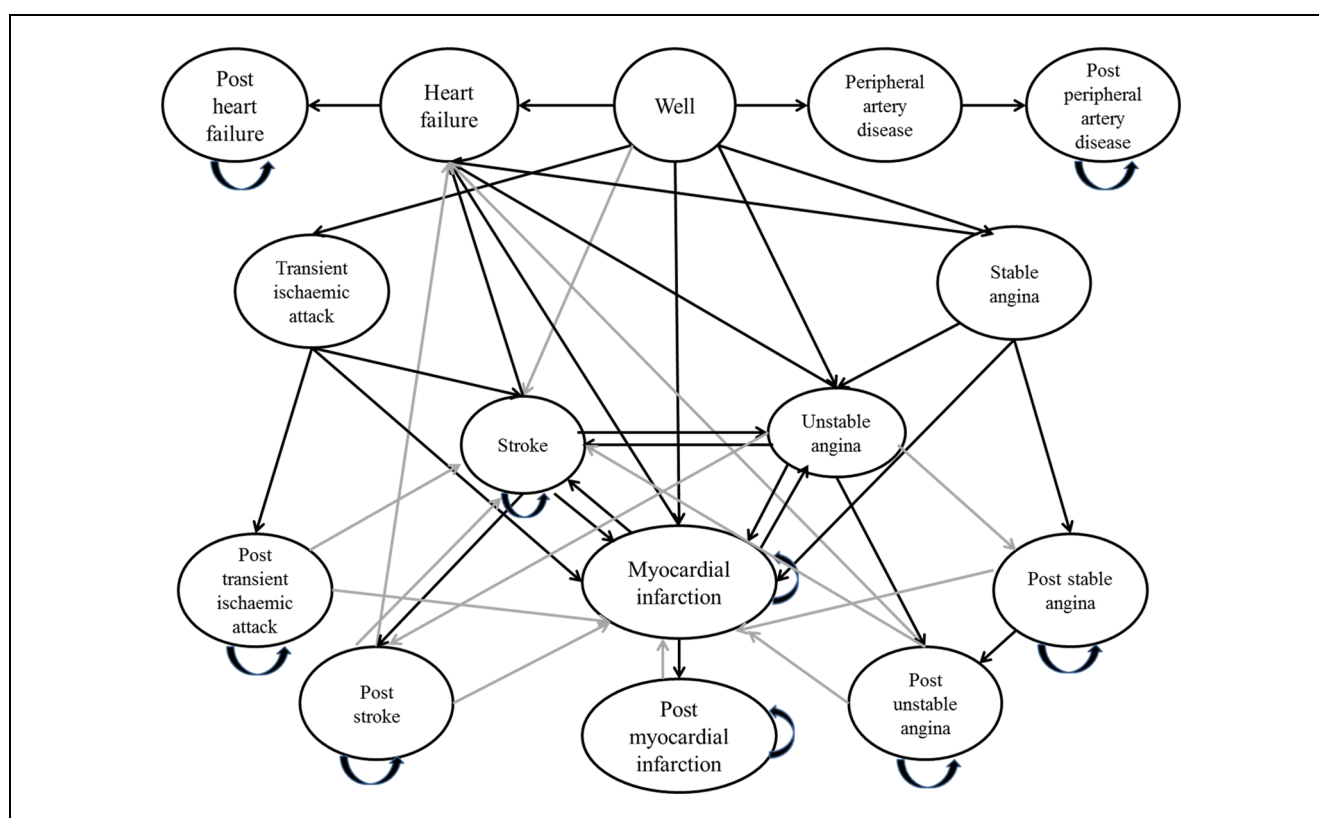 Post
heart
failure
Heart
failure
Well
Peripheral
artery
disease
Post
peripheral
artery
disease
Transient
ischaemic
attack
Stable
angina
Stroke
Unstable
angina
Post
transient
ischaemic
attack
Myocardial
infarction
Post stable
angina
Post
stroke
Post
myocardial
infarction
Post
unstable
angina